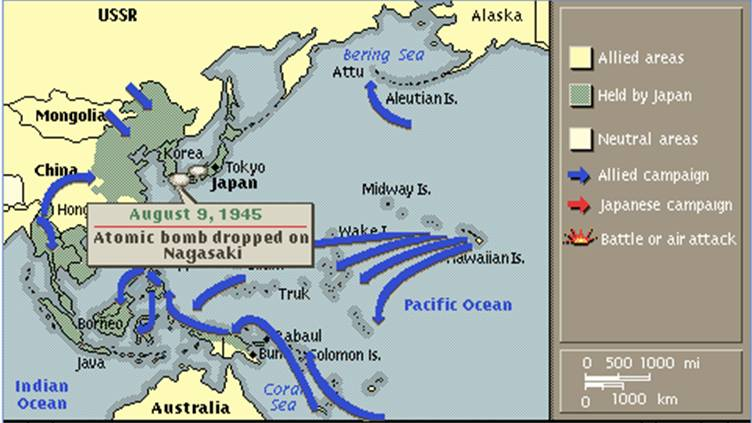 USSR
Alaska
Bering Sea
Attu
Aleutian Is.
Mongolia
Korea
Tokyo
Japan
China
Midway Is.
Hong
August 9, 1945
Atomic bomb dropped on
Nagasaki
Wake I.
Hawaiian Is.
Truk
Pacific Ocean
Borneo
Rabaul
Buna
Solomon Is.
Java
Indian
Ocean
Coral
Sea
Australia
Allied areas
Held by Japan
Neutral areas
Allied campaign
Japanese campaign
Battle or air attack
0 500 1000 mi
0 1000 km